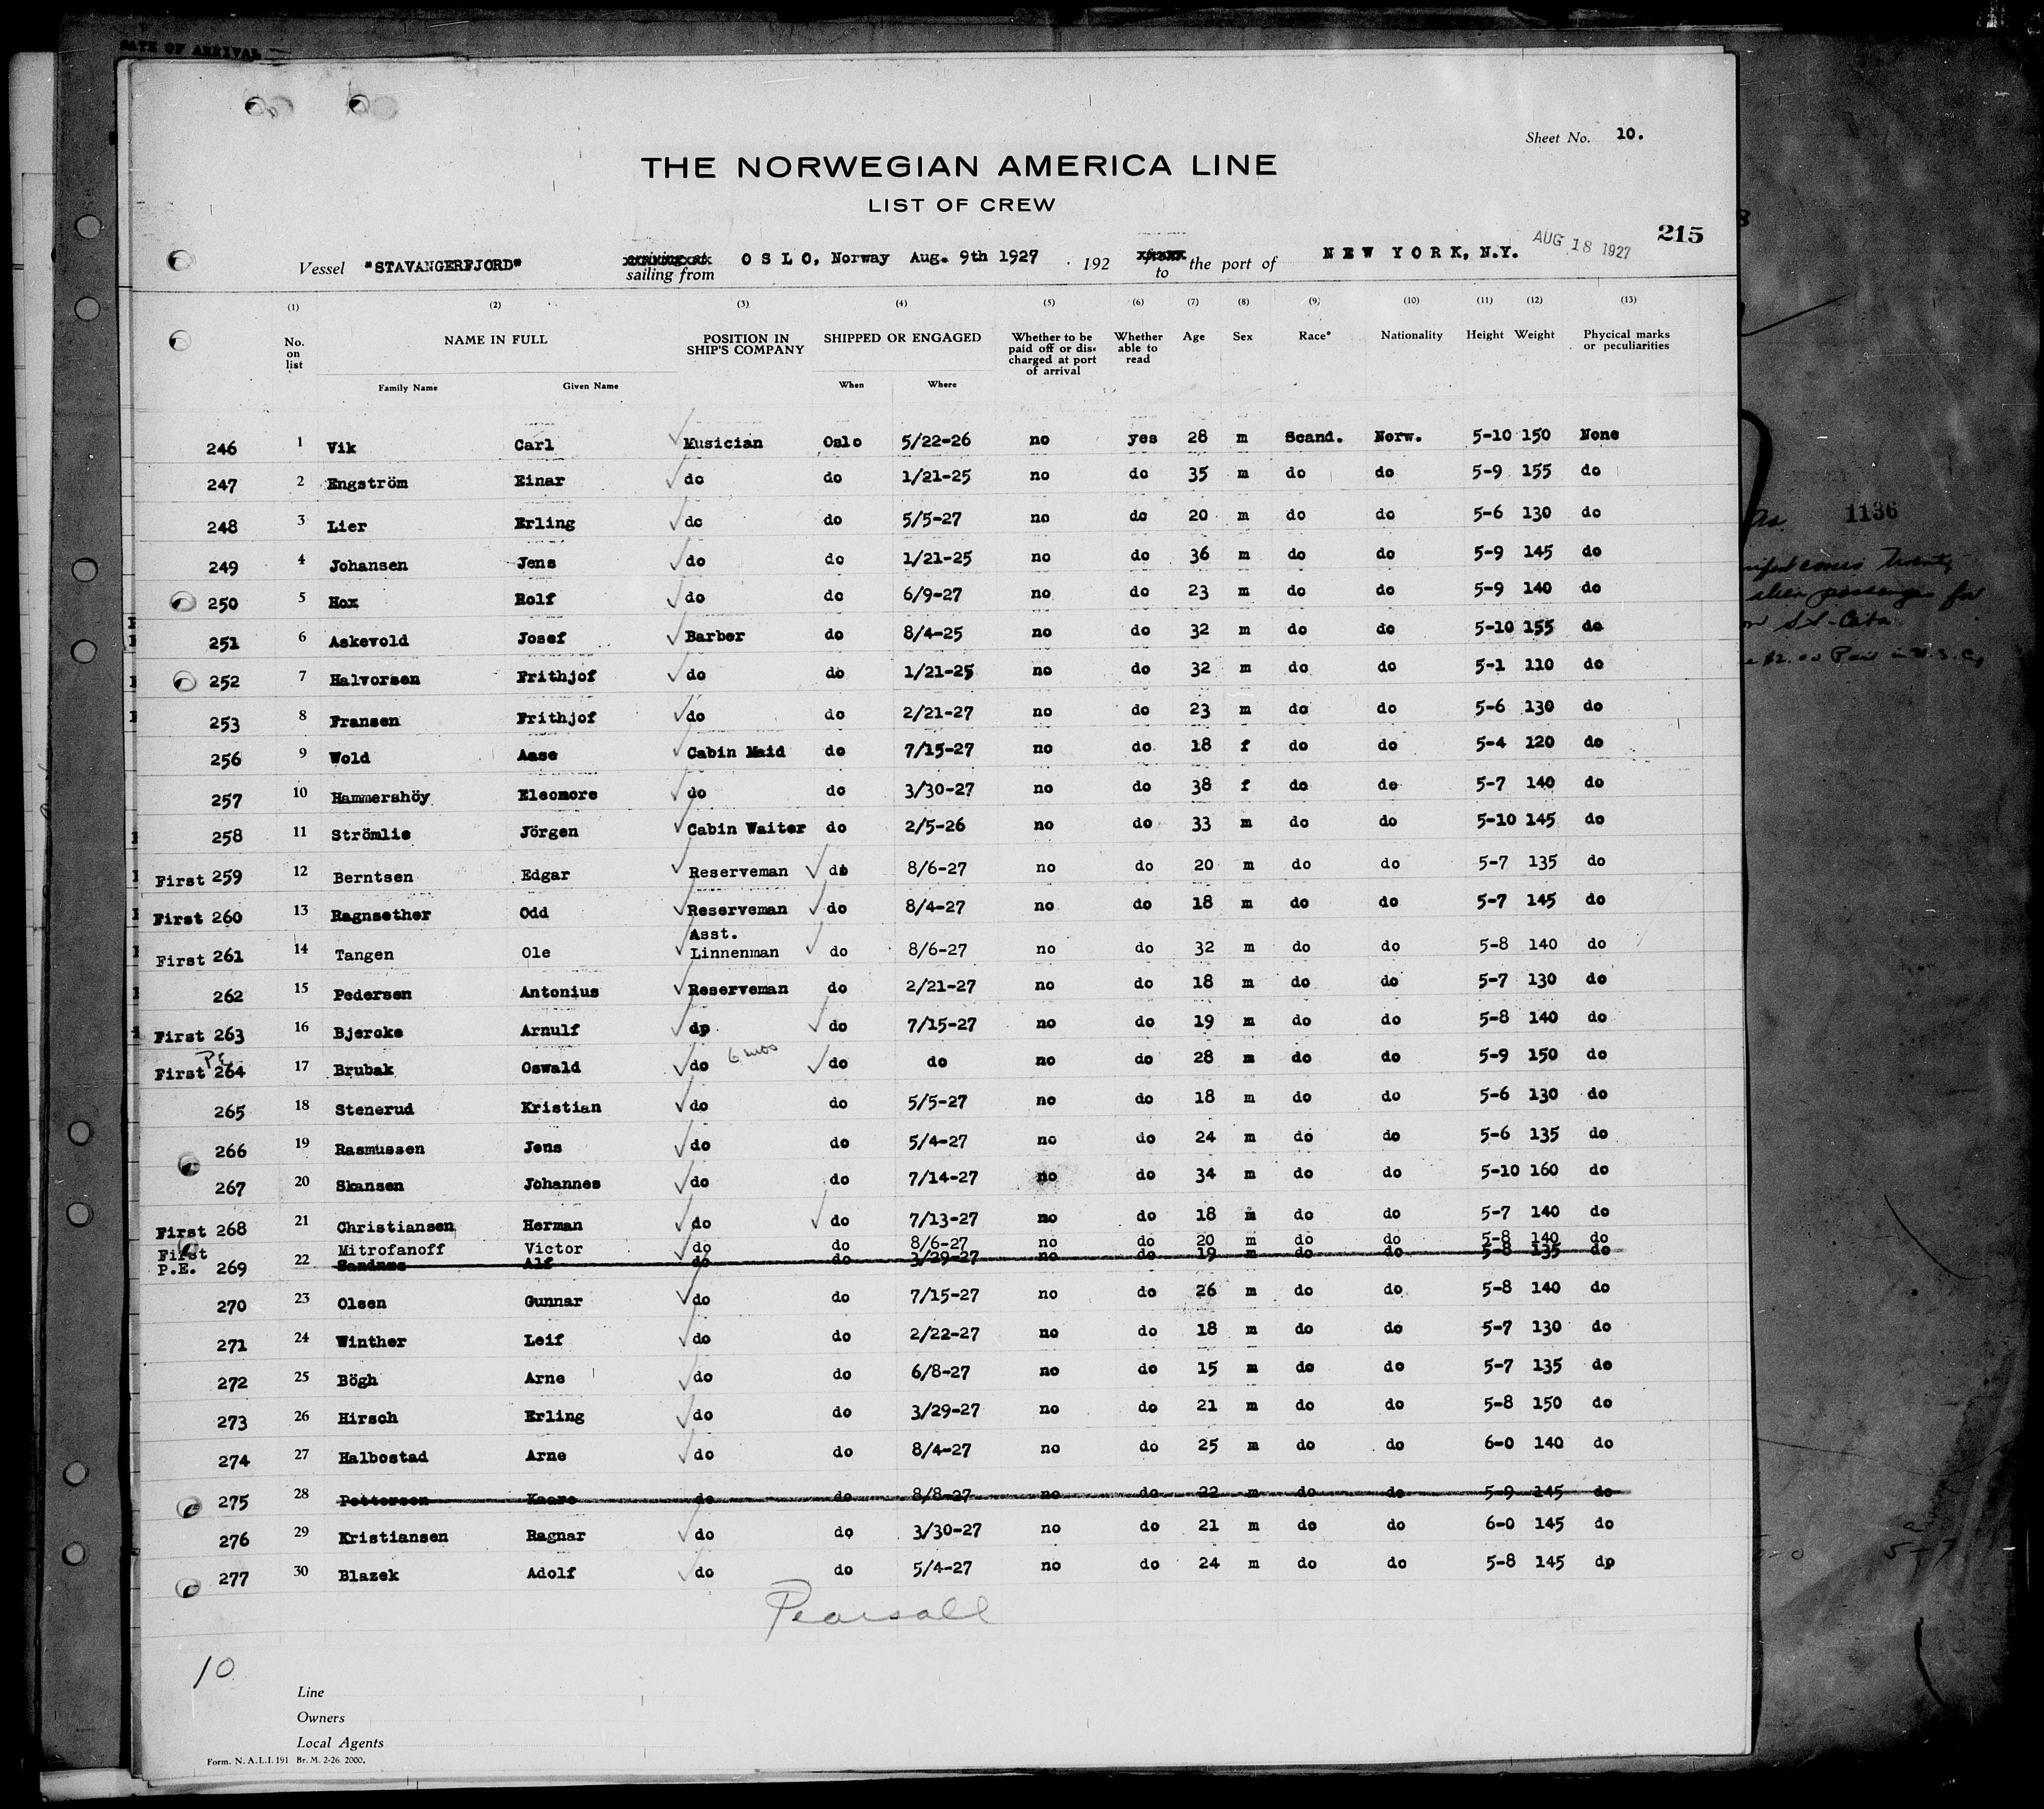 DATE OF ARRIVAL
Sheet No. 10.
THE NORWEGIAN AMERICA LINE
LIST OF CREW
215
Vessel "STAVANGERFJORD" sailing from OSLO, Norway Aug. 9th 1927 192 to the port of NEW YORK, N.Y. AUG 18 1927
(1) (2) (3) (4) (5) (6) (7) (8) (9) (10) (11) (12) (13)
No. on list NAME IN FULL POSITION IN SHIP'S COMPANY SHIPPED OR ENGAGED Whether to be paid off or discharged at port of arrival Whether able to read Age Sex Race* Nationality Height Weight Phycical marks or peculiarities
Family Name Given Name When Where
246 1 Vik Carl Musician Oslo 5/22-26 no yes 28 m Scand. Norw. 5-10 150 None
247 2 Engström Einar do do 1/21-25 no do 35 m do do 5-9 155 do
248 3 Lier Erling do do 5/5-27 no do 20 m do do 5-6 130 do
249 4 Johansen Jens do do 1/21-25 no do 36 m do do 5-9 145 do
250 5 Hox Rolf do do 6/9-27 no do 23 m do do 5-9 140 do
251 6 Askevold Josef Barber do 8/4-25 no do 32 m do do 5-10 155 do
252 7 Halvorsen Frithjof do do 1/21-25 no do 32 m do do 5-1 110 do
253 8 Fransen Frithjof do do 2/21-27 no do 23 m do do 5-6 130 do
256 9 Wold Aase Cabin Maid do 7/15-27 no do 18 f do do 5-4 120 do
257 10 Hammershöy Eleonore do do 3/30-27 no do 38 f do do 5-7 140 do
258 11 Strömlie Jörgen Cabin Waiter do 2/5-26 no do 33 m do do 5-10 145 do
First 259 12 Berntsen Edgar Reserveman do 8/6-27 no do 20 m do do 5-7 135 do
First 260 13 Ragnsether Odd Reserveman do 8/4-27 no do 18 m do do 5-7 145 do
Asst.
First 261 14 Tangen Ole Linnenman do 8/6-27 no do 32 m do do 5-8 140 do
262 15 Pedersen Antonius Reserveman do 2/21-27 no do 18 m do do 5-7 130 do
First 263 16 Bjercke Arnulf dp do 7/15-27 no do 19 m do do 5-8 140 do
P.E. 6 mos
First 264 17 Brubak Oswald do do do no do 28 m do do 5-9 150 do
265 18 Stenerud Kristian do do 5/5-27 no do 18 m do do 5-6 130 do
266 19 Rasmussen Jens do do 5/4-27 no do 24 m do do 5-6 135 do
267 20 Skansen Johannes do do 7/14-27 no do 34 m do do 5-10 160 do
First 268 21 Christiansen Herman do do 7/13-27 no do 18 m do do 5-7 140 do
First Mitrofanoff Victor do do 8/6-27 no do 20 m do do 5-8 140 do
P.E. 269 22 Sandnes Alf do do 3/29-27 no do 19 m do do 5-8 135 do
270 23 Olsen Gunnar do do 7/15-27 no do 26 m do do 5-8 140 do
271 24 Winther Leif do do 2/22-27 no do 18 m do do 5-7 130 do
272 25 Bögh Arne do do 6/8-27 no do 15 m do do 5-7 135 do
273 26 Hirsch Erling do do 3/29-27 no do 21 m do do 5-8 150 do
274 27 Halbostad Arne do do 8/4-27 no do 25 m do do 6-0 140 do
275 28 Pettersen Kaare do do 8/8-27 no do 22 m do do 5-9 145 do
276 29 Kristiansen Ragnar do do 3/30-27 no do 21 m do do 6-0 145 do
277 30 Blazek Adolf do do 5/4-27 no do 24 m do do 5-8 145 dp
Pearsall
10
Line
Owners
Local Agents
Form. N. A. L. I. 191 Br. M. 2-26. 2000.
1136